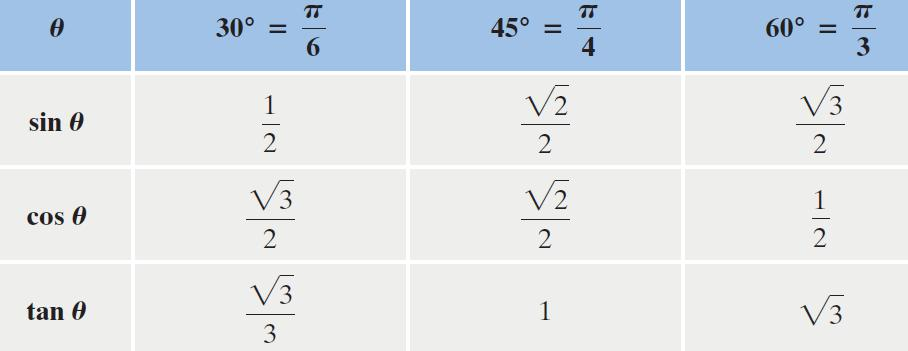 θ 30° = π/6 45° = π/4 60° = π/3
sin θ 1/2 √2/2 √3/2
cos θ √3/2 √2/2 1/2
tan θ √3/3 1 √3